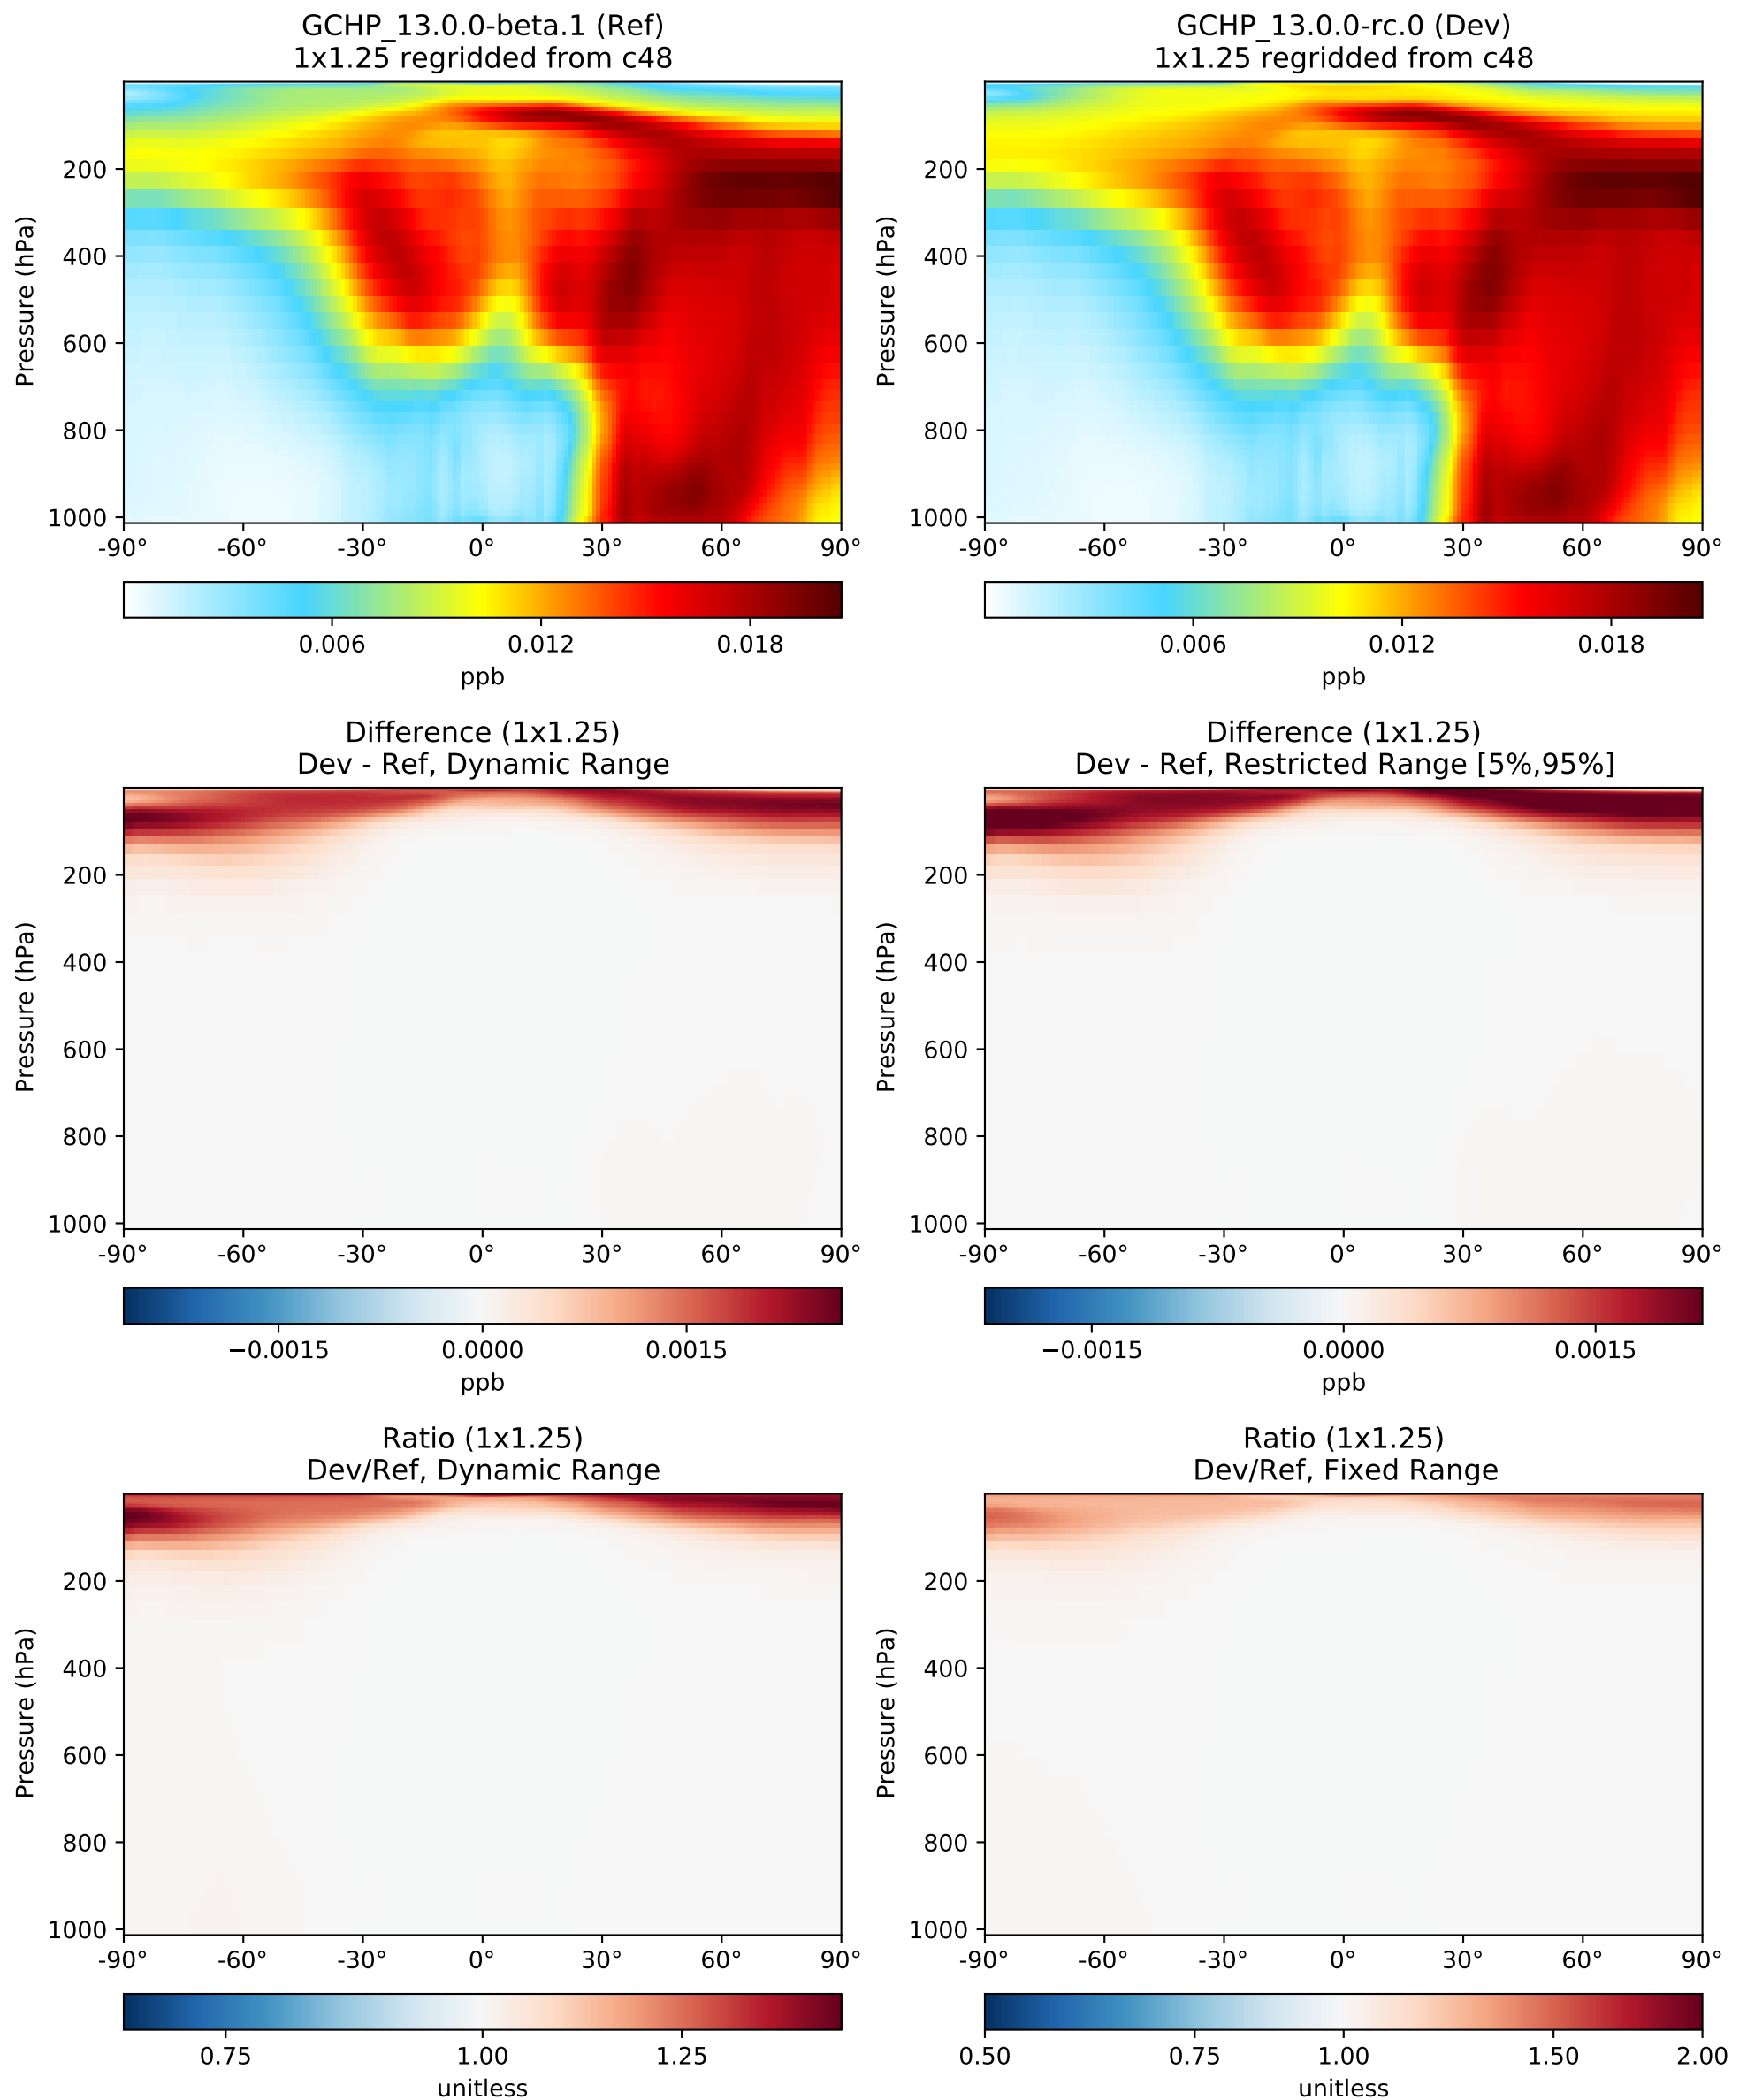 GCHP_13.0.0-beta.1 (Ref)
1x1.25 regridded from c48
Pressure (hPa)
200
400
600
800
1000
-90° -60° -30° 0° 30° 60° 90°
0.006 0.012 0.018
ppb
GCHP_13.0.0-rc.0 (Dev)
1x1.25 regridded from c48
Pressure (hPa)
200
400
600
800
1000
-90° -60° -30° 0° 30° 60° 90°
0.006 0.012 0.018
ppb
Difference (1x1.25)
Dev - Ref, Dynamic Range
Pressure (hPa)
200
400
600
800
1000
-90° -60° -30° 0° 30° 60° 90°
−0.0015 0.0000 0.0015
ppb
Difference (1x1.25)
Dev - Ref, Restricted Range [5%,95%]
Pressure (hPa)
200
400
600
800
1000
-90° -60° -30° 0° 30° 60° 90°
−0.0015 0.0000 0.0015
ppb
Ratio (1x1.25)
Dev/Ref, Dynamic Range
Pressure (hPa)
200
400
600
800
1000
-90° -60° -30° 0° 30° 60° 90°
0.75 1.00 1.25
unitless
Ratio (1x1.25)
Dev/Ref, Fixed Range
Pressure (hPa)
200
400
600
800
1000
-90° -60° -30° 0° 30° 60° 90°
0.50 0.75 1.00 1.50 2.00
unitless